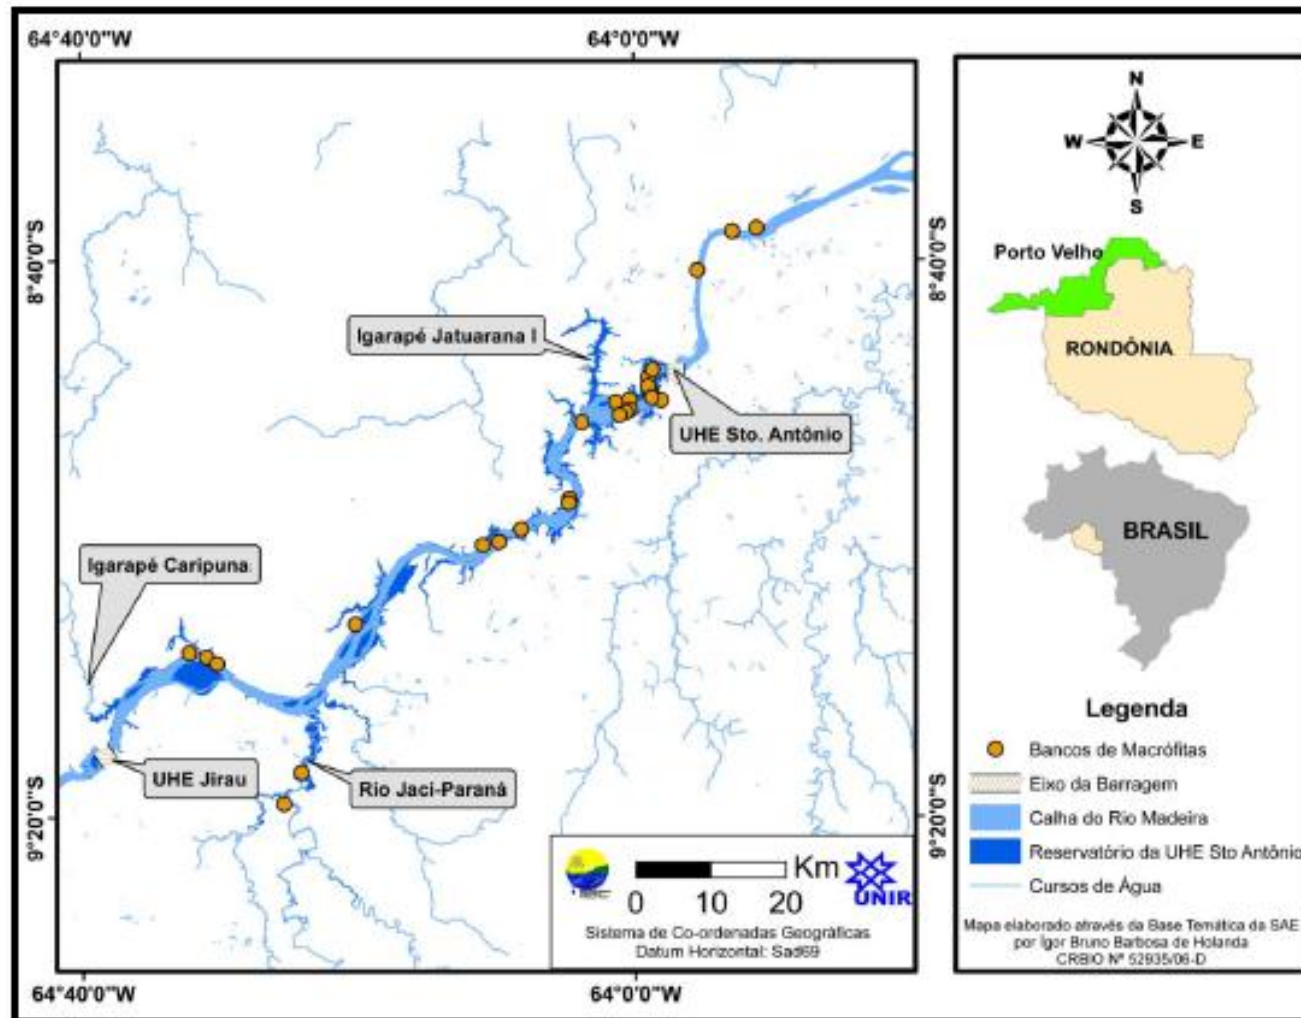 64°40'0"W
64°0'0"W
8°40'0"S
8°40'0"S
Igarapé Jatuarana I
UHE Sto. Antônio
Igarapé Caripuna
UHE Jirau
Rio Jaci-Paraná
9°20'0"S
9°20'0"S
Km
0 10 20
UNIR
Sistema de Co-ordenadas Geográficas
Datum Horizontal: Sad69
64°40'0"W
64°0'0"W
N
W
E
S
Porto Velho
RONDÔNIA
BRASIL
Legenda
Bancos de Macrófitas
Eixo da Barragem
Calha do Rio Madeira
Reservatório da UHE Sto Antônio
Cursos de Água
Mapa elaborado através da Base Temática da SAE
por Ígor Bruno Barbosa de Holanda
CRBIO Nº 52935/06-D